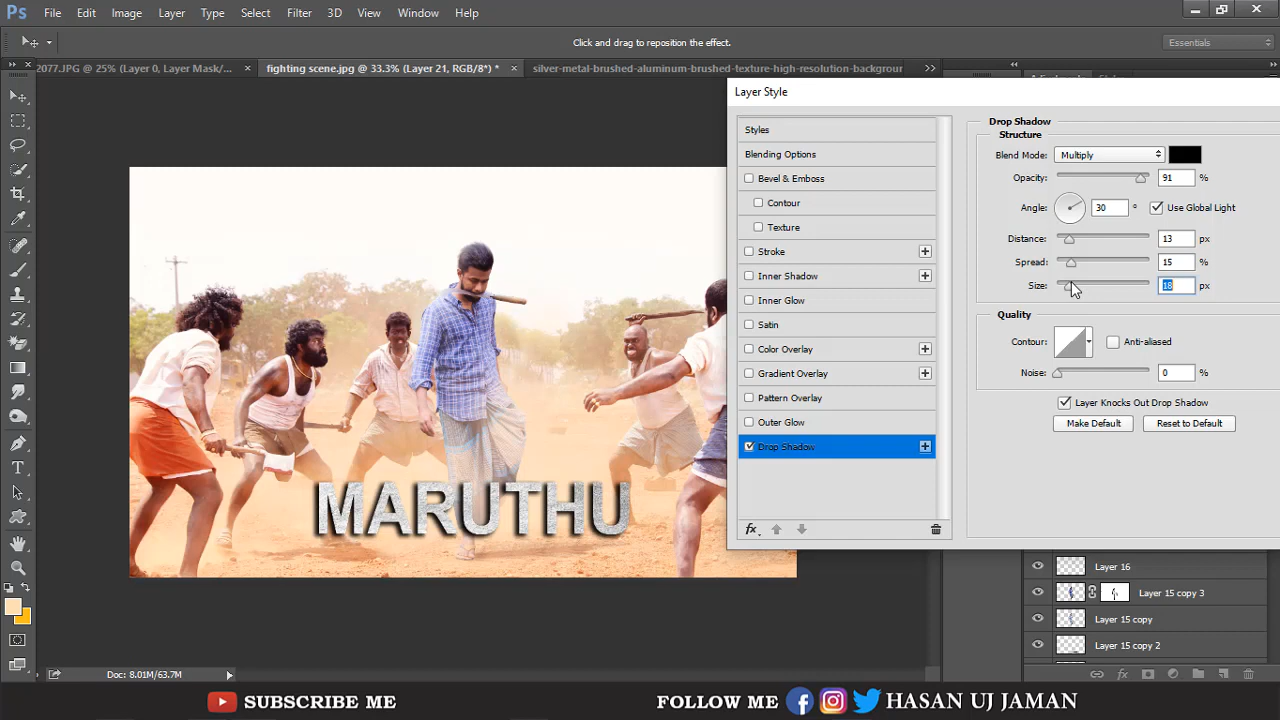 Ps File Edit Image Layer Type Select Filter 3D View Window Help
Click and drag to reposition the effect.
Essentials
2077.JPG @ 25% (Layer 0, Layer Mask/...
fighting scene.jpg @ 33.3% (Layer 21, RGB/8*) *
silver-metal-brushed-aluminum-brushed-texture-high-resolution-backgroun
Layer Style
Styles
Blending Options
Bevel & Emboss
Contour
Texture
Stroke
Inner Shadow
Inner Glow
Satin
Color Overlay
Gradient Overlay
Pattern Overlay
Outer Glow
Drop Shadow
fx
Drop Shadow
Structure
Blend Mode: Multiply
Opacity: 91 %
Angle: 30 ° Use Global Light
Distance: 13 px
Spread: 15 %
Size: 18 px
Quality
Contour: Anti-aliased
Noise: 0 %
Layer Knocks Out Drop Shadow
Make Default Reset to Default
MARUTHU
Layer 16
Layer 15 copy 3
Layer 15 copy
Layer 15 copy 2
fx
Doc: 8.01M/63.7M
SUBSCRIBE ME
FOLLOW ME HASAN UJ JAMAN